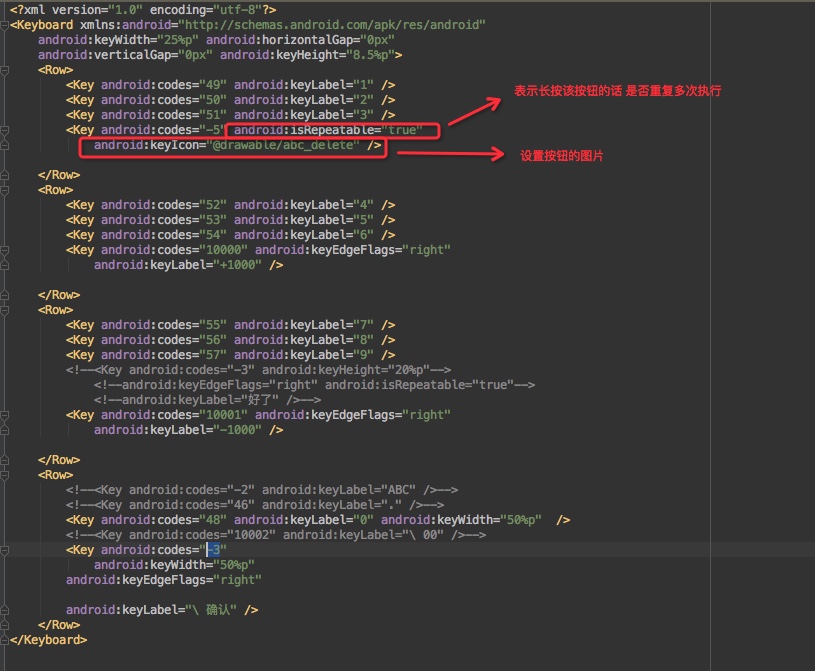 <?xml version="1.0" encoding="utf-8"?>
<Keyboard xmlns:android="http://schemas.android.com/apk/res/android"
android:keyWidth="25%p" android:horizontalGap="0px"
android:verticalGap="0px" android:keyHeight="8.5%p">
<Row>
<Key android:codes="49" android:keyLabel="1" />
表示长按该按钮的话 是否重复多次执行
<Key android:codes="50" android:keyLabel="2" />
<Key android:codes="51" android:keyLabel="3" />
<Key android:codes="-5" android:isRepeatable="true"
android:keyIcon="@drawable/abc_delete" />
设置按钮的图片
</Row>
<Row>
<Key android:codes="52" android:keyLabel="4" />
<Key android:codes="53" android:keyLabel="5" />
<Key android:codes="54" android:keyLabel="6" />
<Key android:codes="10000" android:keyEdgeFlags="right"
android:keyLabel="+1000" />
</Row>
<Row>
<Key android:codes="55" android:keyLabel="7" />
<Key android:codes="56" android:keyLabel="8" />
<Key android:codes="57" android:keyLabel="9" />
<!--<Key android:codes="-3" android:keyHeight="20%p"-->
<!--android:keyEdgeFlags="right" android:isRepeatable="true"-->
<!--android:keyLabel="好了" />-->
<Key android:codes="10001" android:keyEdgeFlags="right"
android:keyLabel="-1000" />
</Row>
<Row>
<!--<Key android:codes="-2" android:keyLabel="ABC" />-->
<!--<Key android:codes="46" android:keyLabel="." />-->
<Key android:codes="48" android:keyLabel="0" android:keyWidth="50%p"  />
<!--<Key android:codes="10002" android:keyLabel="\ 00" />-->
<Key android:codes="-3"
android:keyWidth="50%p"
android:keyEdgeFlags="right"
android:keyLabel="\ 确认" />
</Row>
</Keyboard>